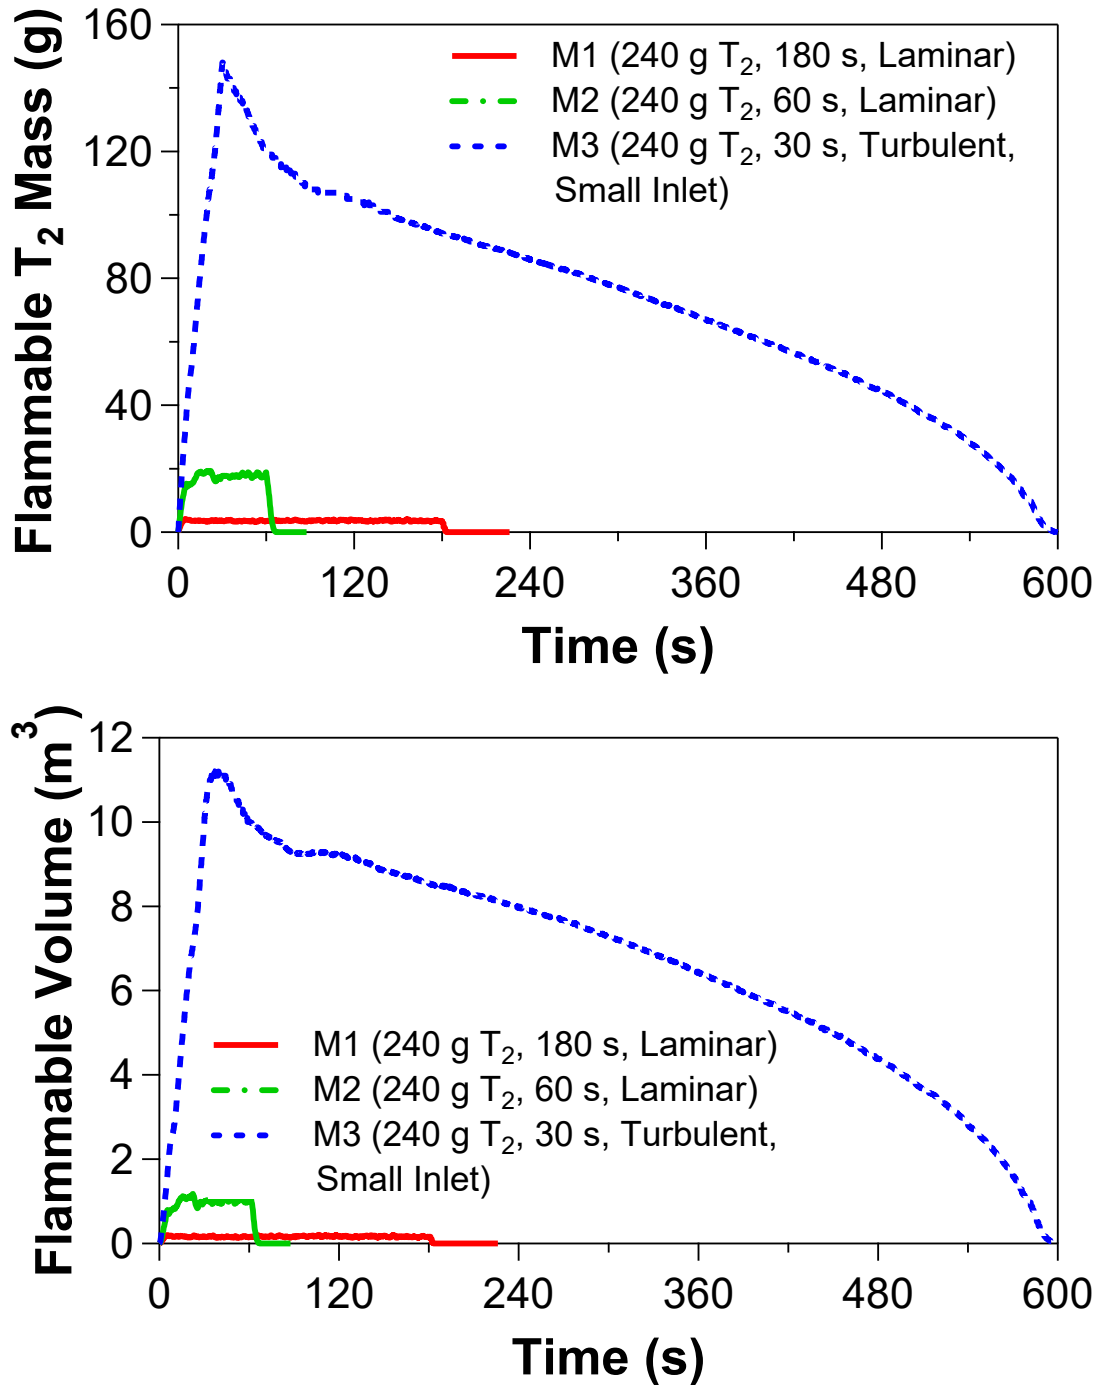 Flammable T₂ Mass (g)
160
120
80
40
0
M1 (240 g T₂, 180 s, Laminar)
M2 (240 g T₂, 60 s, Laminar)
M3 (240 g T₂, 30 s, Turbulent,
Small Inlet)
0 120 240 360 480 600
Time (s)
Flammable Volume (m³)
12
10
8
6
4
2
0
M1 (240 g T₂, 180 s, Laminar)
M2 (240 g T₂, 60 s, Laminar)
M3 (240 g T₂, 30 s, Turbulent,
Small Inlet)
0 120 240 360 480 600
Time (s)